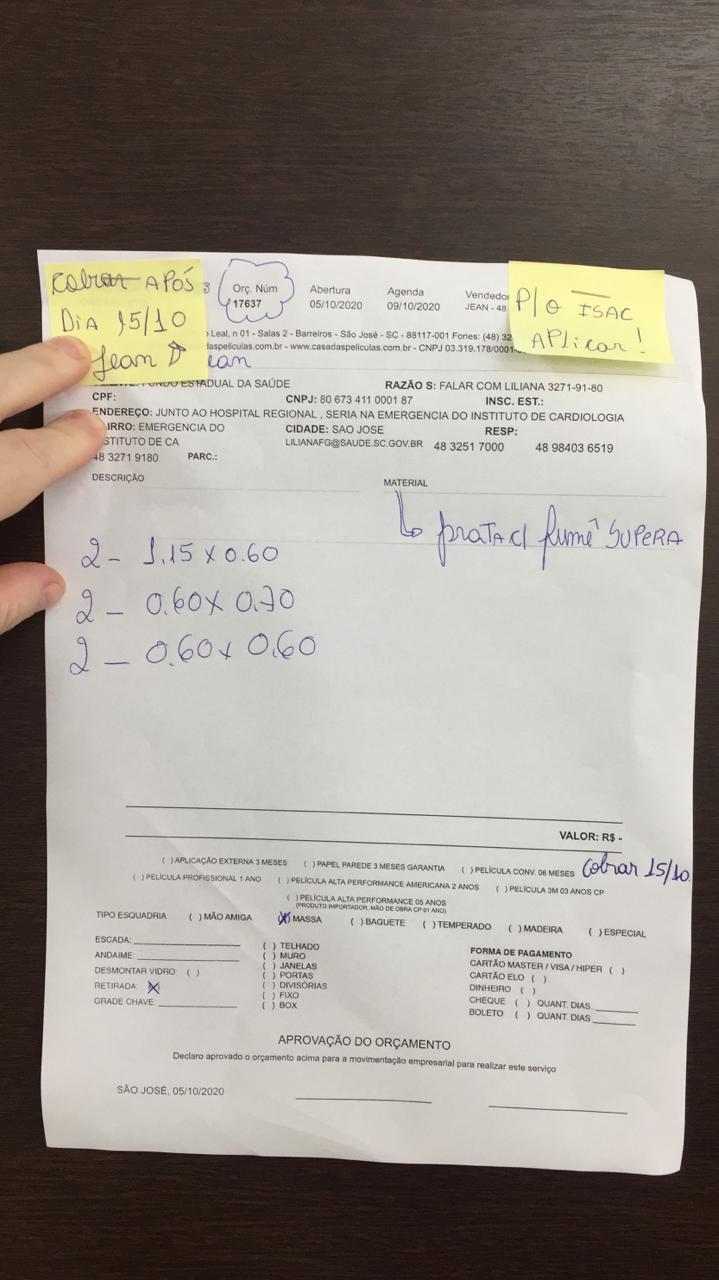 Cobrar APÓS
DIA 15/10
Jean
Orç. Núm
17637
Abertura
05/10/2020
Agenda
09/10/2020
Vendedo
JEAN - 48
P/O ISAC
APlicar!
Leal, n 01 - Salas 2 - Barreiros - São José - SC - 88117-001 Fones: (48) 32
daspeliculas.com.br - www.casadaspeliculas.com.br - CNPJ 03.319.178/0001-
ean
FUNDO ESTADUAL DA SAÚDE
RAZÃO S: FALAR COM LILIANA 3271-91-80
CPF:
CNPJ: 80 673 411 0001 87
INSC. EST.:
ENDEREÇO: JUNTO AO HOSPITAL REGIONAL , SERIA NA EMERGENCIA DO INSTITUTO DE CARDIOLOGIA
AIRRO: EMERGENCIA DO
STITUTO DE CA
CIDADE: SAO JOSE
RESP:
LILIANAFG@SAUDE.SC.GOV.BR
48 3251 7000
48 98403 6519
48 3271 9180
PARC.:
DESCRIÇÃO
MATERIAL
prata c/ fumê SUPERA
2 - 1.15 x 0.60
2 - 0.60 x 0.70
2 - 0.60 x 0.60
VALOR: R$ -
( ) APLICAÇÃO EXTERNA 3 MESES ( ) PAPEL PAREDE 3 MESES GARANTIA ( ) PELÍCULA CONV. 06 MESES
Cobrar 15/10
( ) PELÍCULA PROFISSIONAL 1 ANO ( ) PELÍCULA ALTA PERFORMANCE AMERICANA 2 ANOS ( ) PELÍCULA 3M 03 ANOS CP
( ) PELÍCULA ALTA PERFORMANCE 05 ANOS
(PRODUTO IMPORTADOR, MÃO DE OBRA CP 01 ANO)
TIPO ESQUADRIA ( ) MÃO AMIGA (X) MASSA ( ) BAGUETE ( ) TEMPERADO ( ) MADEIRA ( ) ESPECIAL
ESCADA:
ANDAIME:
DESMONTAR VIDRO: ( )
RETIRADA: (X)
GRADE CHAVE:
( ) TELHADO
( ) MURO
( ) JANELAS
( ) PORTAS
( ) DIVISÓRIAS
( ) FIXO
( ) BOX
FORMA DE PAGAMENTO
CARTÃO MASTER / VISA / HIPER ( )
CARTÃO ELO ( )
DINHEIRO ( )
CHEQUE ( ) QUANT. DIAS.
BOLETO ( ) QUANT. DIAS
APROVAÇÃO DO ORÇAMENTO
Declaro aprovado o orçamento acima para a movimentação empresarial para realizar este serviço
SÃO JOSÉ, 05/10/2020